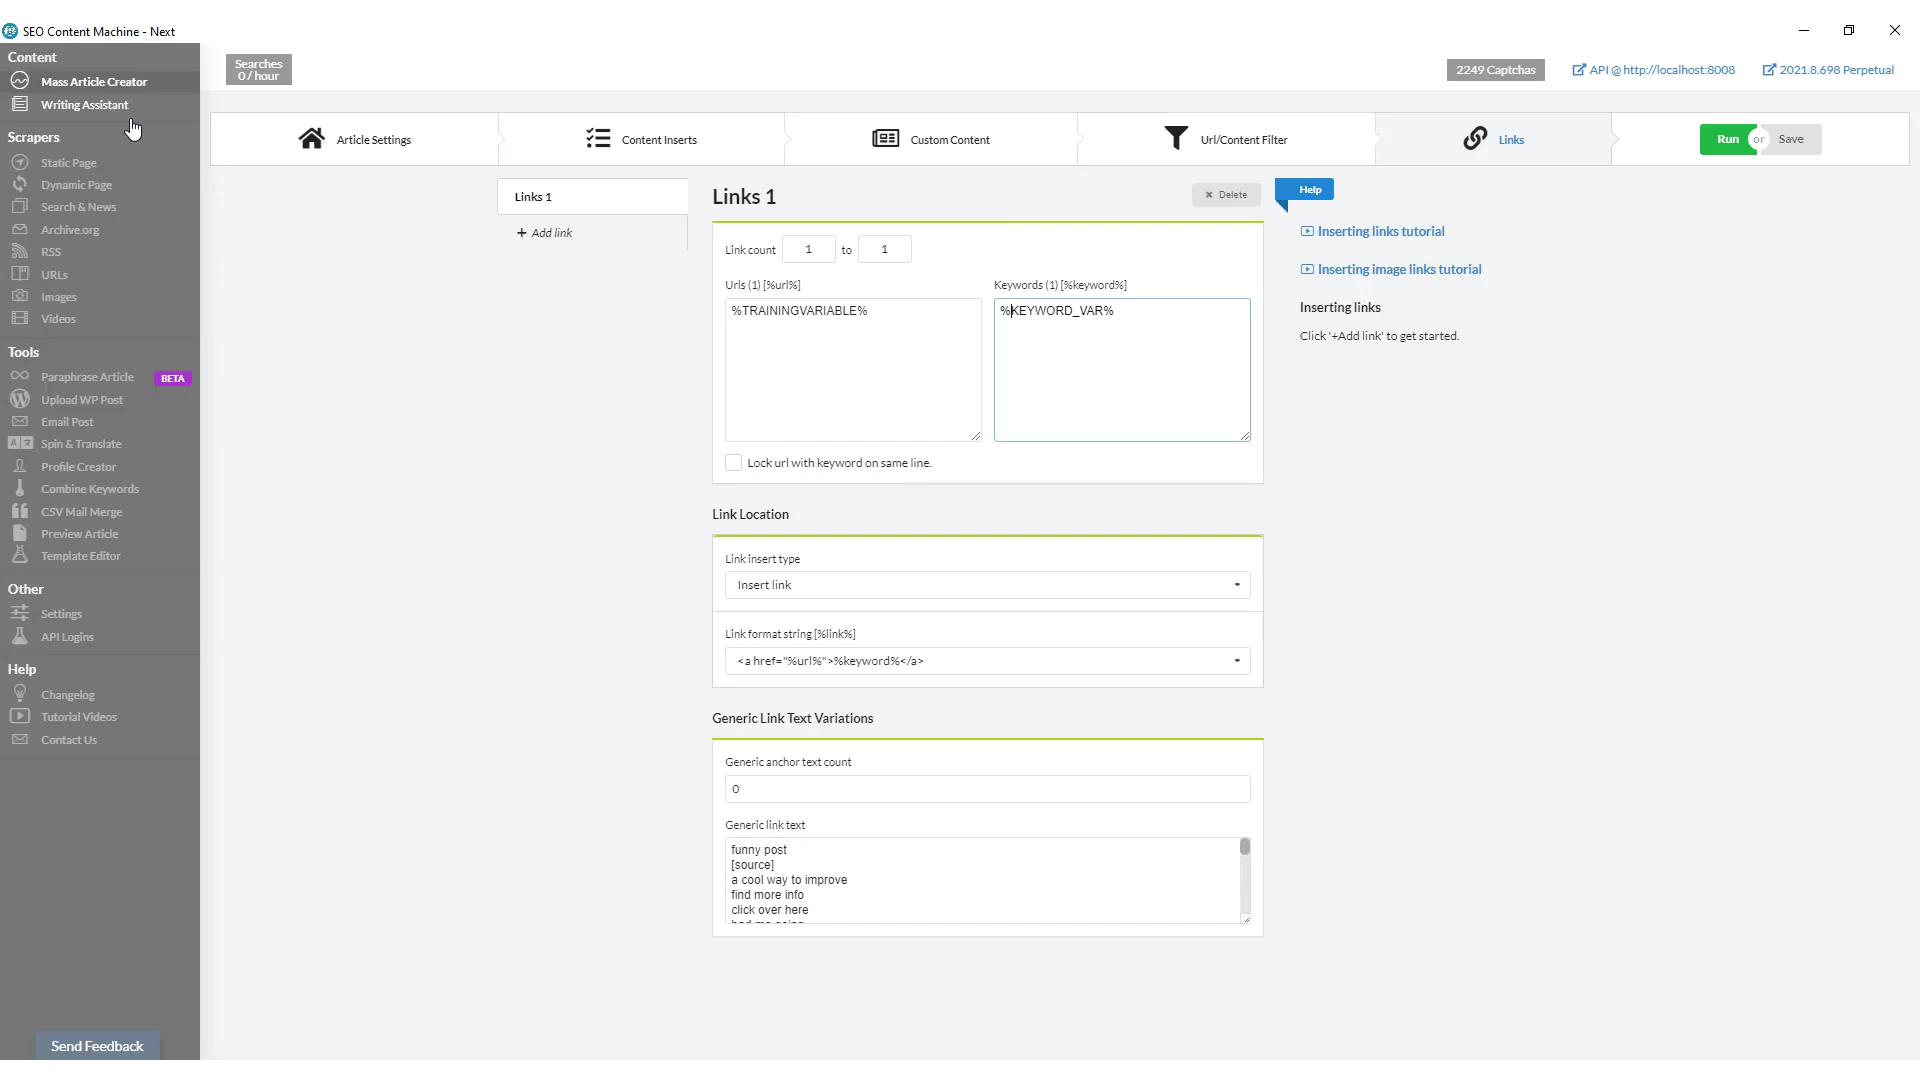 SEO Content Machine - Next
Content
Mass Article Creator
Writing Assistant
Scrapers
Static Page
Dynamic Page
Search & News
Archive.org
RSS
URLs
Images
Videos
Tools
Paraphrase Article BETA
Upload WP Post
Email Post
Spin & Translate
Profile Creator
Combine Keywords
CSV Mail Merge
Preview Article
Template Editor
Other
Settings
API Logins
Help
Changelog
Tutorial Videos
Contact Us
Send Feedback
Searches
0 / hour
2249 Captchas
API @ http://localhost:8008
2021.8.698 Perpetual
Article Settings
Content Inserts
Custom Content
Url/Content Filter
Links
Run or Save
Links 1
+ Add link
Links 1
Delete
Link count 1 to 1
Urls (1) [%url%]
%TRAININGVARIABLE%
Keywords (1) [%keyword%]
%KEYWORD_VAR%
Lock url with keyword on same line.
Link Location
Link insert type
Insert link
Link format string [%link%]
<a href="%url%">%keyword%</a>
Generic Link Text Variations
Generic anchor text count
0
Generic link text
funny post
[source]
a cool way to improve
find more info
click over here
Help
Inserting links tutorial
Inserting image links tutorial
Inserting links
Click '+Add link' to get started.